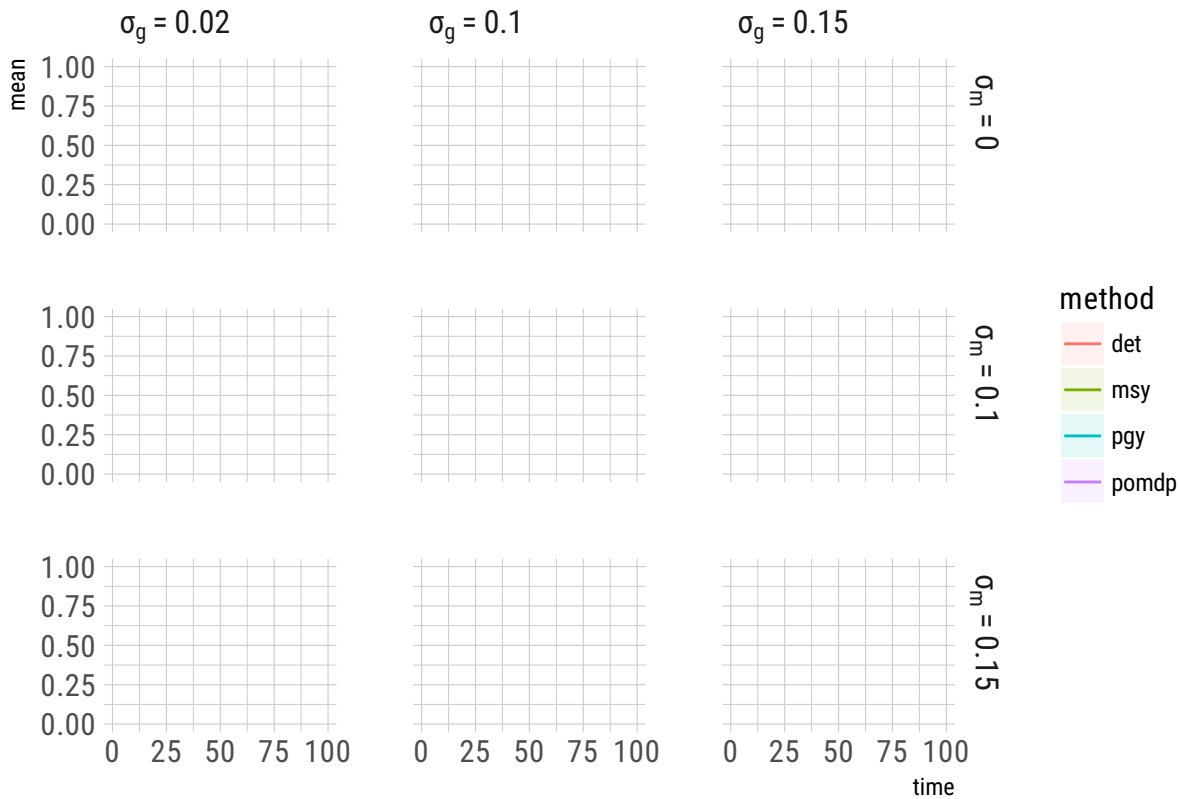 σg = 0.02
σg = 0.1
σg = 0.15
mean
1.00
0.75
0.50
0.25
0.00
σm = 0
1.00
0.75
0.50
0.25
0.00
σm = 0.1
1.00
0.75
0.50
0.25
0.00
σm = 0.15
0 25 50 75 100
0 25 50 75 100
0 25 50 75 100
time
method
det
msy
pgy
pomdp